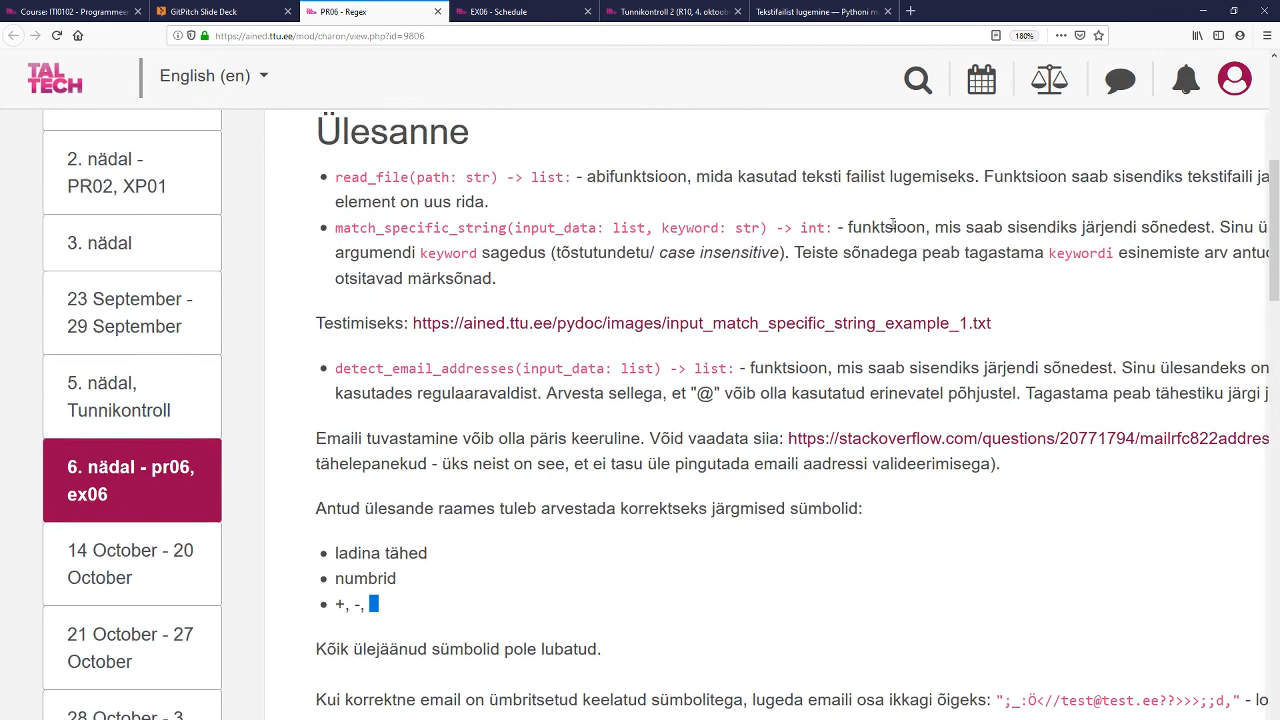 Course: ITI0102 - Programmeer
GitPitch Slide Deck
PR06 - Regex
EX06 - Schedule
Tunnikontroll 2 (R10, 4. oktoob
Tekstifailist lugemine — Pythoni m
https://ained.ttu.ee/mod/charon/view.php?id=9806
180%
TAL
TECH
English (en)
2. nädal -
PR02, XP01
3. nädal
23 September -
29 September
5. nädal,
Tunnikontroll
6. nädal - pr06,
ex06
14 October - 20
October
21 October - 27
October
28 October - 3
Ülesanne
read_file(path: str) -> list: - abifunktsioon, mida kasutad teksti failist lugemiseks. Funktsioon saab sisendiks tekstifaili ja
element on uus rida.
match_specific_string(input_data: list, keyword: str) -> int: - funktsioon, mis saab sisendiks järjendi sõnedest. Sinu ü
argumendi keyword sagedus (tõstutundetu/ case insensitive). Teiste sõnadega peab tagastama keywordi esinemiste arv antud
otsitavad märksõnad.
Testimiseks: https://ained.ttu.ee/pydoc/images/input_match_specific_string_example_1.txt
detect_email_addresses(input_data: list) -> list: - funktsioon, mis saab sisendiks järjendi sõnedest. Sinu ülesandeks on
kasutades regulaaravaldist. Arvesta sellega, et "@" võib olla kasutatud erinevatel põhjustel. Tagastama peab tähestiku järgi j
Emaili tuvastamine võib olla päris keeruline. Võid vaadata siia: https://stackoverflow.com/questions/20771794/mailrfc822addres
tähelepanekud - üks neist on see, et ei tasu üle pingutada emaili aadressi valideerimisega).
Antud ülesande raames tuleb arvestada korrektseks järgmised sümbolid:
ladina tähed
numbrid
+, -,
Kõik ülejäänud sümbolid pole lubatud.
Kui korrektne email on ümbritsetud keelatud sümbolitega, lugeda emaili osa ikkagi õigeks: ";_:Ö<//test@test.ee??>>>;;d," - lo